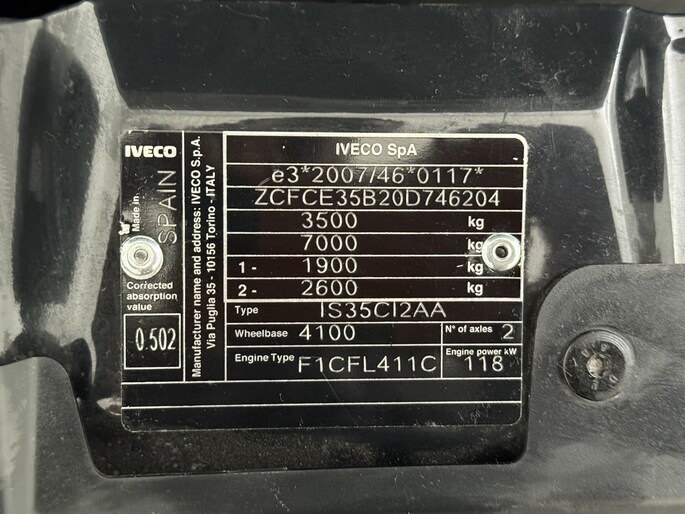 IVECO
Made in
SPAIN
Corrected
absorption
value
0.502
Manufacturer name and address: IVECO S.p.A.
Via Puglia 35 - 10156 Torino - ITALY
IVECO SpA
e3*2007/46*0117*
ZCFCE35B20D746204
3500 kg
7000 kg
1 - 1900 kg
2 - 2600 kg
Type IS35CI2AA
Wheelbase 4100 N° of axles 2
Engine Type F1CFL411C Engine power kW 118